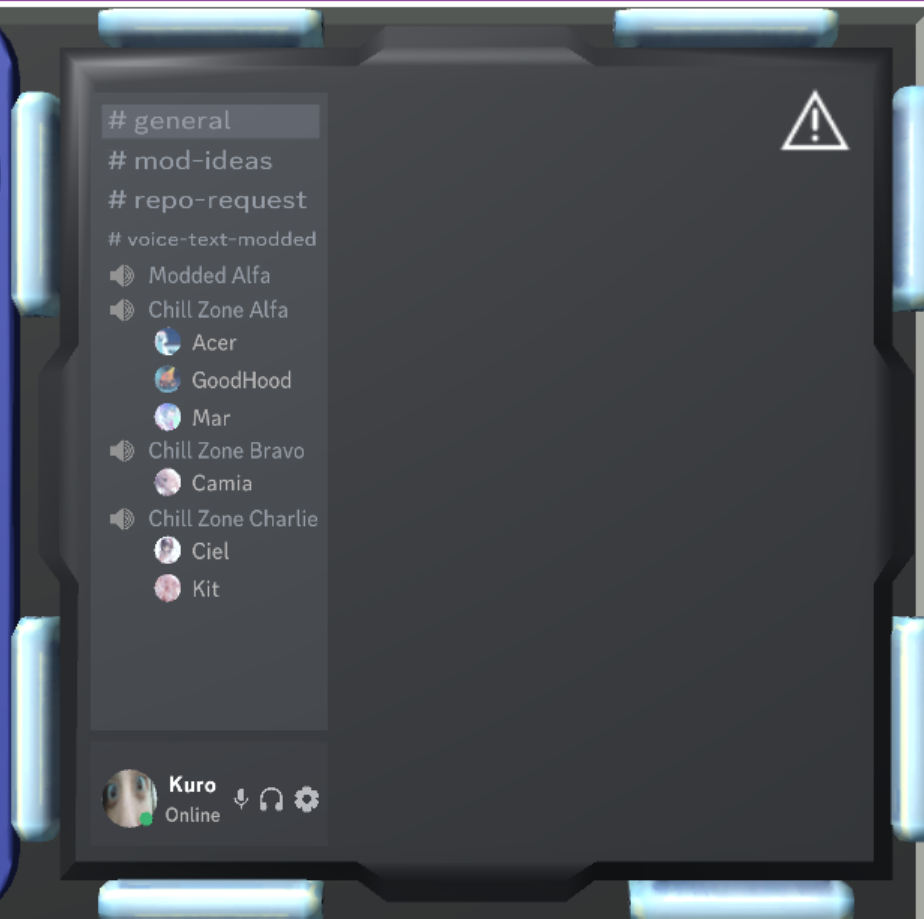 # general
# mod-ideas
# repo-request
# voice-text-modded
Modded Alfa
Chill Zone Alfa
Acer
GoodHood
Mar
Chill Zone Bravo
Camia
Chill Zone Charlie
Ciel
Kit
Kuro
Online